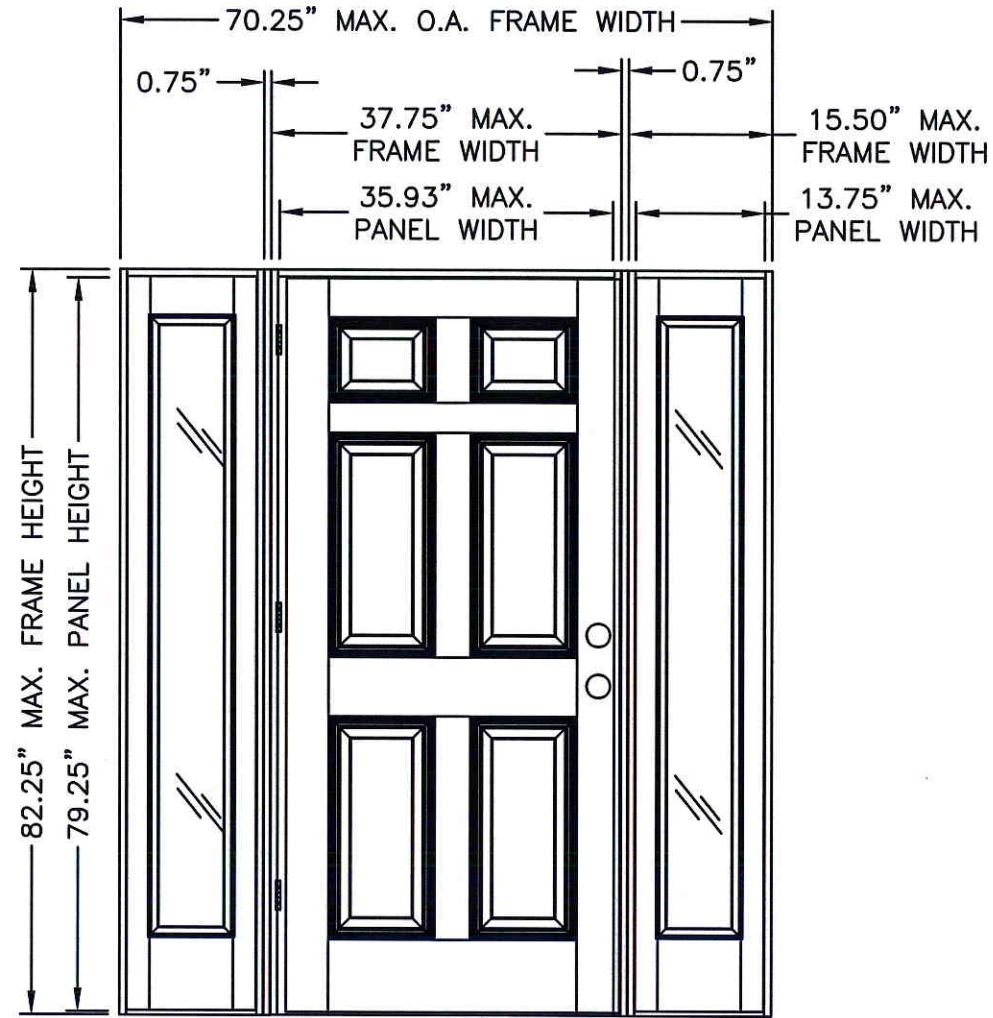 70.25” MAX. O.A. FRAME WIDTH
0.75”
0.75”
37.75” MAX.
FRAME WIDTH
15.50” MAX.
FRAME WIDTH
35.93” MAX.
PANEL WIDTH
13.75” MAX.
PANEL WIDTH
82.25” MAX. FRAME HEIGHT
79.25” MAX. PANEL HEIGHT